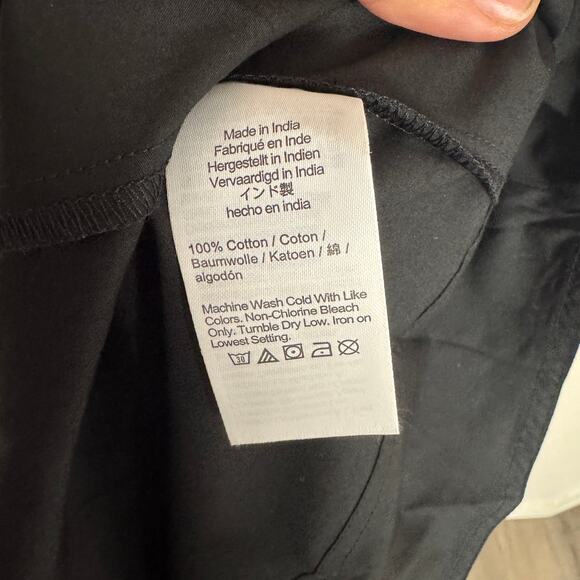 Made in India
Fabriqué en Inde
Hergestellt in Indien
Vervaardigd in India
インド製
hecho en india
100% Cotton / Coton /
Baumwolle / Katoen / 綿 /
algodón
Machine Wash Cold With Like
Colors. Non-Chlorine Bleach
Only. Tumble Dry Low. Iron on
Lowest Setting.
30